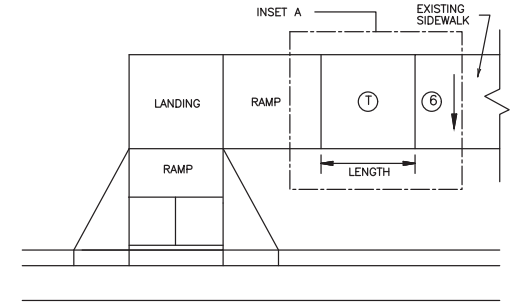 INSET A
EXISTING
SIDEWALK
LANDING
RAMP
T
6
LENGTH
RAMP